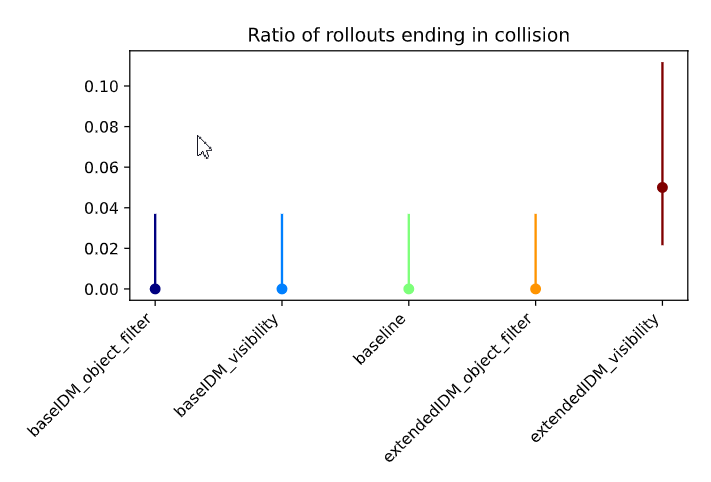 Ratio of rollouts ending in collision
0.10
0.08
0.06
0.04
0.02
0.00
baseIDM_object_filter
baseIDM_visibility
baseline
extendedIDM_object_filter
extendedIDM_visibility